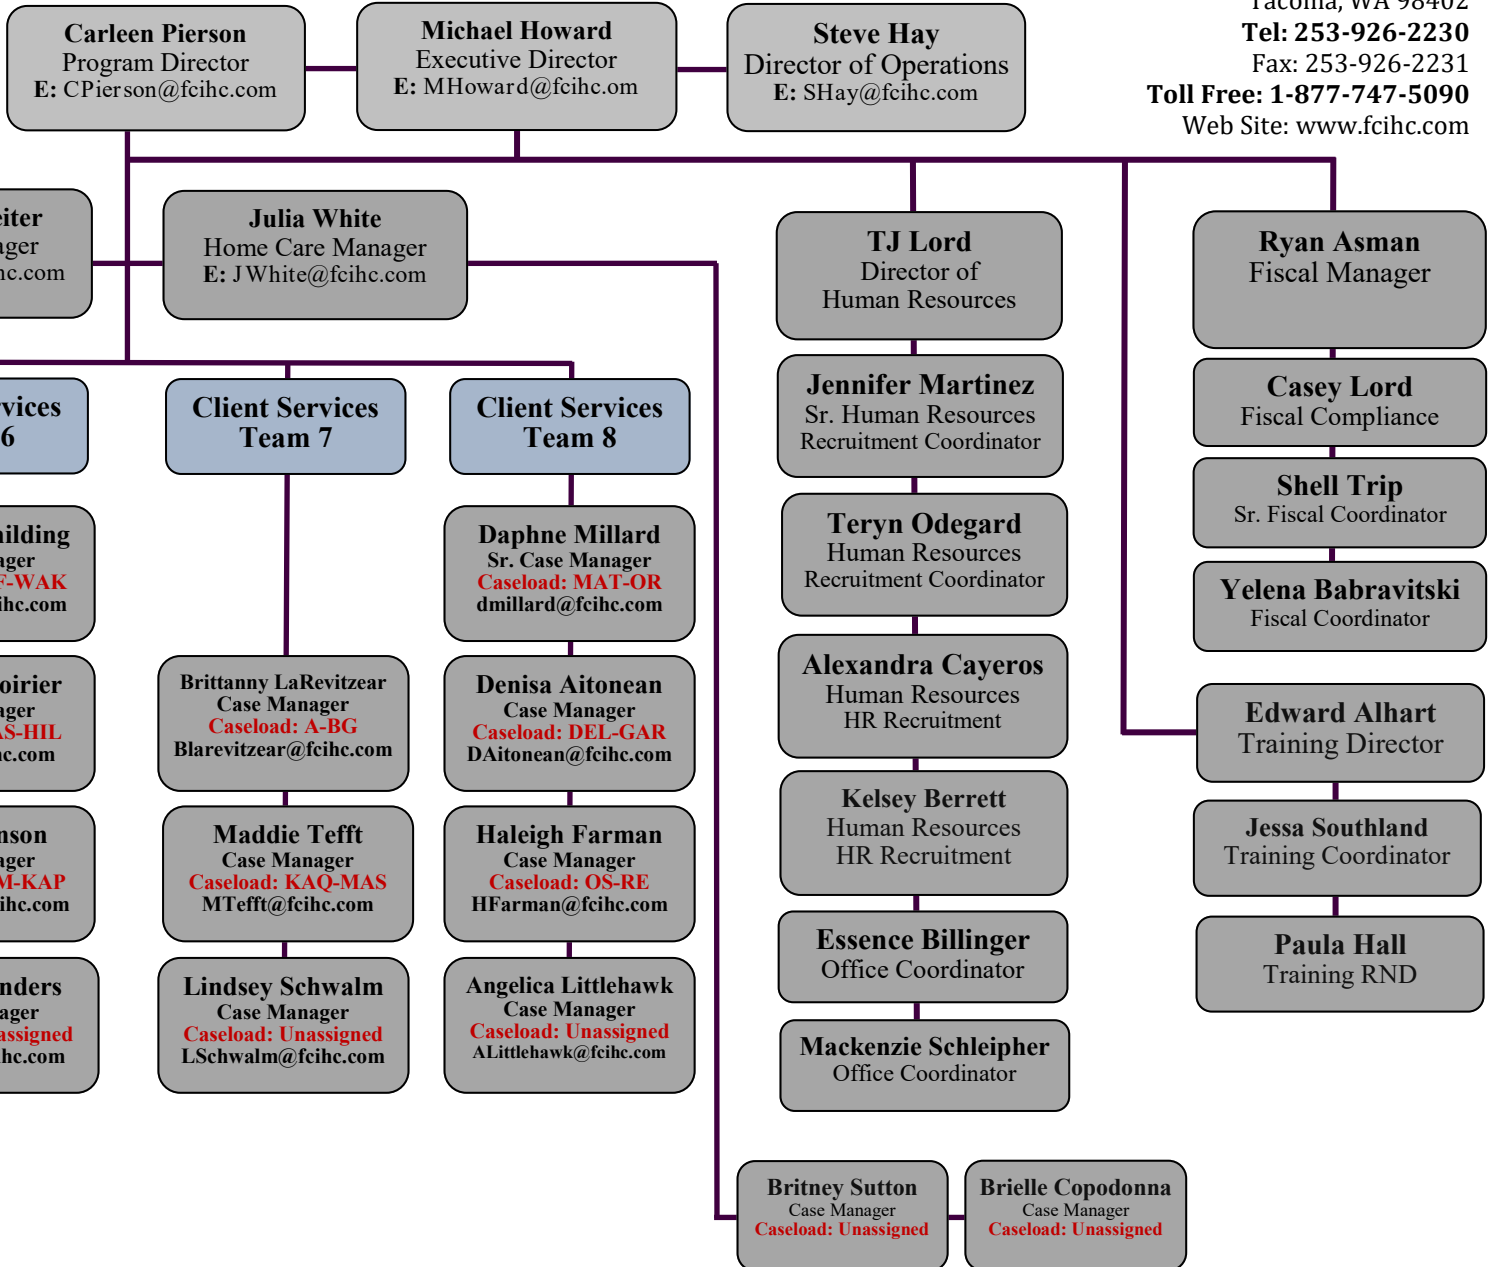 Carleen Pierson
Program Director
E: CPierson@fcihc.com
Michael Howard
Executive Director
E: MHoward@fcihc.om
Steve Hay
Director of Operations
E: SHay@fcihc.com
Tacoma, WA 98402
Tel: 253-926-2230
Fax: 253-926-2231
Toll Free: 1-877-747-5090
Web Site: www.fcihc.com
Julia White
Home Care Manager
E: JWhite@fcihc.com
TJ Lord
Director of
Human Resources
Ryan Asman
Fiscal Manager
Jennifer Martinez
Sr. Human Resources
Recruitment Coordinator
Casey Lord
Fiscal Compliance
6
Client Services
Team 7
Client Services
Team 8
Shell Trip
Sr. Fiscal Coordinator
Teryn Odegard
Human Resources
Recruitment Coordinator
Yelena Babravitski
Fiscal Coordinator
Daphne Millard
Sr. Case Manager
Caseload: MAT-OR
dmillard@fcihc.com
Alexandra Cayeros
Human Resources
HR Recruitment
Brittanny LaRevitzear
Case Manager
Caseload: A-BG
Blarevitzear@fcihc.com
Denisa Aitonean
Case Manager
Caseload: DEL-GAR
DAitonean@fcihc.com
Edward Alhart
Training Director
Kelsey Berrett
Human Resources
HR Recruitment
Jessa Southland
Training Coordinator
Maddie Tefft
Case Manager
Caseload: KAQ-MAS
MTefft@fcihc.com
Haleigh Farman
Case Manager
Caseload: OS-RE
HFarman@fcihc.com
Essence Billinger
Office Coordinator
Paula Hall
Training RND
Lindsey Schwalm
Case Manager
Caseload: Unassigned
LSchwalm@fcihc.com
Angelica Littlehawk
Case Manager
Caseload: Unassigned
ALittlehawk@fcihc.com
Mackenzie Schleipher
Office Coordinator
Britney Sutton
Case Manager
Caseload: Unassigned
Brielle Copodonna
Case Manager
Caseload: Unassigned